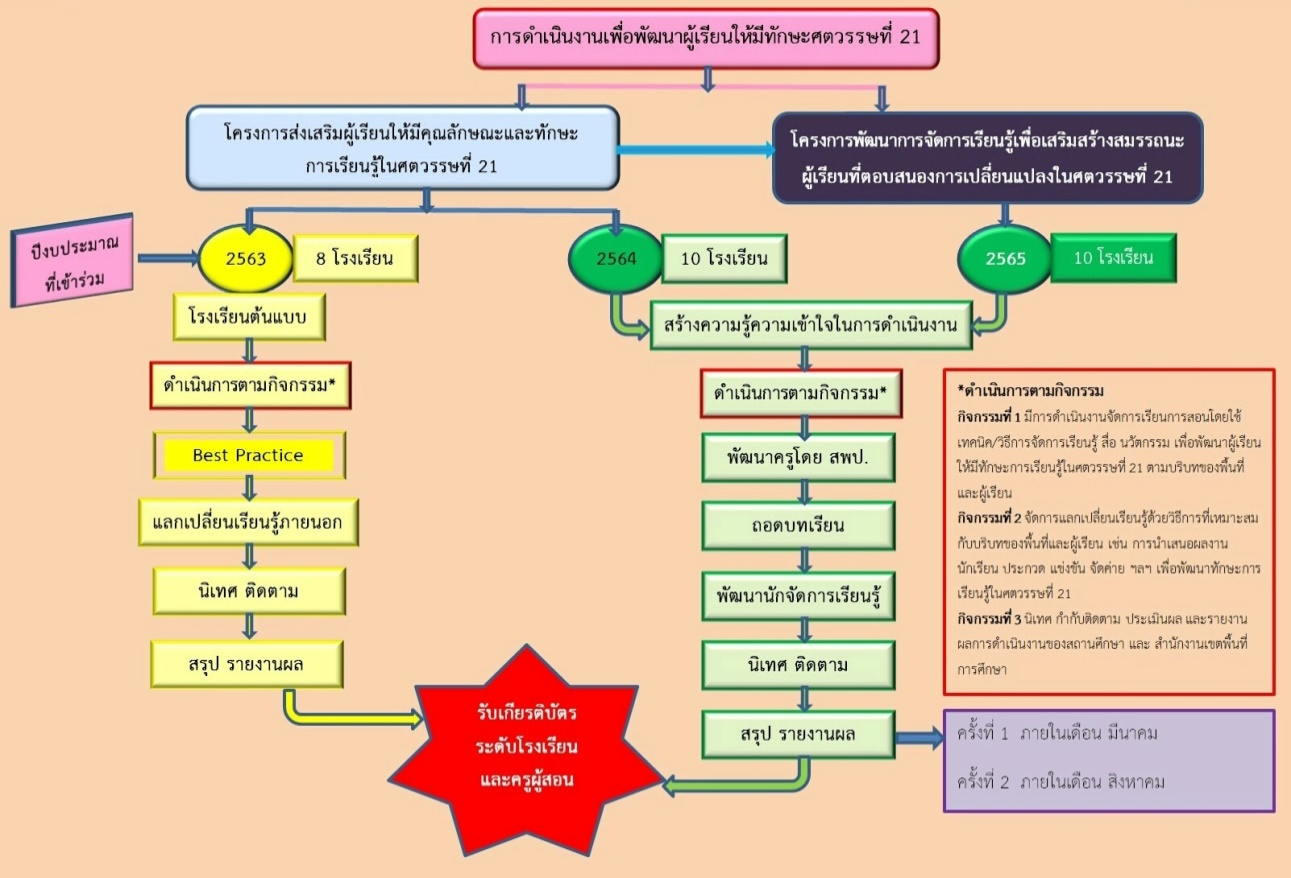 การดำเนินงานเพื่อพัฒนาผู้เรียนให้มีทักษะศตวรรษที่ 21
โครงการส่งเสริมผู้เรียนให้มีคุณลักษณะและทักษะ
การเรียนรู้ในศตวรรษที่ 21
โครงการพัฒนาการจัดการเรียนรู้เพื่อเสริมสร้างสมรรถนะ
ผู้เรียนที่ตอบสนองการเปลี่ยนแปลงในศตวรรษที่ 21
ปีงบประมาณ
ที่เข้าร่วม
2563
8 โรงเรียน
2564
10 โรงเรียน
2565
10 โรงเรียน
โรงเรียนต้นแบบ
ดำเนินการตามกิจกรรม*
Best Practice
แลกเปลี่ยนเรียนรู้ภายนอก
นิเทศ ติดตาม
สรุป รายงานผล
สร้างความรู้ความเข้าใจในการดำเนินงาน
ดำเนินการตามกิจกรรม*
พัฒนาครูโดย สพป.
ถอดบทเรียน
พัฒนานักจัดการเรียนรู้
นิเทศ ติดตาม
สรุป รายงานผล
รับเกียรติบัตร
ระดับโรงเรียน
และครูผู้สอน
*ดำเนินการตามกิจกรรม
กิจกรรมที่ 1 มีการดำเนินงานจัดการเรียนการสอนโดยใช้
เทคนิค/วิธีการจัดการเรียนรู้ สื่อ นวัตกรรม เพื่อพัฒนาผู้เรียน
ให้มีทักษะการเรียนรู้ในศตวรรษที่ 21 ตามบริบทของพื้นที่
และผู้เรียน
กิจกรรมที่ 2 จัดการแลกเปลี่ยนเรียนรู้ด้วยวิธีการที่เหมาะสม
กับบริบทของพื้นที่และผู้เรียน เช่น การนำเสนอผลงาน
นักเรียน ประกวด แข่งขัน จัดค่าย ฯลฯ เพื่อพัฒนาทักษะการ
เรียนรู้ในศตวรรษที่ 21
กิจกรรมที่ 3 นิเทศ กำกับติดตาม ประเมินผล และรายงาน
ผลการดำเนินงานของสถานศึกษา และ สำนักงานเขตพื้นที่
การศึกษา
ครั้งที่ 1 ภายในเดือน มีนาคม
ครั้งที่ 2 ภายในเดือน สิงหาคม